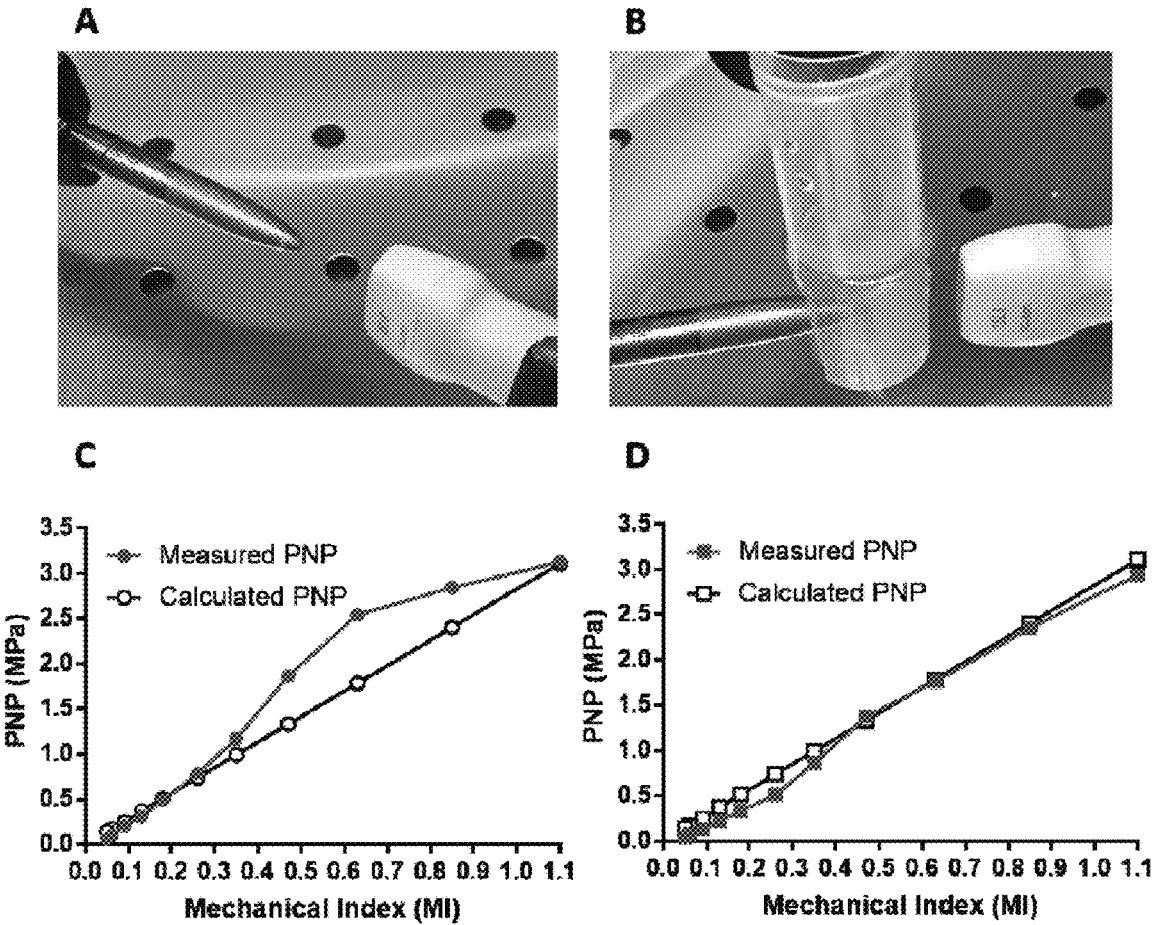 A
B
C
D
3.5
3.0
2.5
2.0
1.5
1.0
0.5
0.0
PNP (MPa)
Measured PNP
Calculated PNP
0.0 0.1 0.2 0.3 0.4 0.5 0.6 0.7 0.8 0.9 1.0 1.1
Mechanical Index (MI)
3.5
3.0
2.5
2.0
1.5
1.0
0.5
0.0
PNP (MPa)
Measured PNP
Calculated PNP
0.0 0.1 0.2 0.3 0.4 0.5 0.6 0.7 0.8 0.9 1.0 1.1
Mechanical Index (MI)